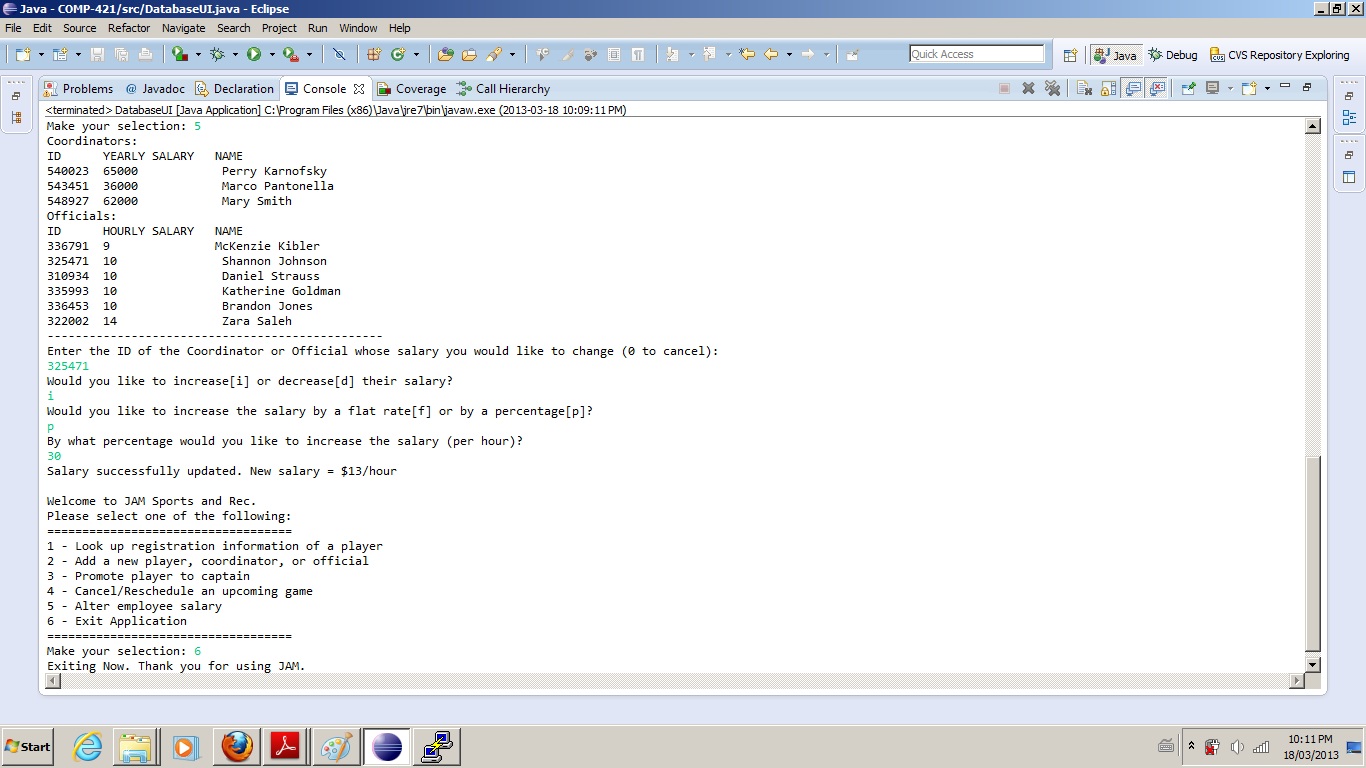 Java - COMP-421/src/DatabaseUI.java - Eclipse
File Edit Source Refactor Navigate Search Project Run Window Help
Quick Access Java Debug CVS Repository Exploring
Problems @ Javadoc Declaration Console Coverage Call Hierarchy
<terminated> DatabaseUI [Java Application] C:\Program Files (x86)\Java\jre7\bin\javaw.exe (2013-03-18 10:09:11 PM)
Make your selection: 5
Coordinators:
ID YEARLY SALARY NAME
540023 65000 Perry Karnofsky
543451 36000 Marco Pantonella
548927 62000 Mary Smith
Officials:
ID HOURLY SALARY NAME
336791 9 McKenzie Kibler
325471 10 Shannon Johnson
310934 10 Daniel Strauss
335993 10 Katherine Goldman
336453 10 Brandon Jones
322002 14 Zara Saleh
------------------------------------------------
Enter the ID of the Coordinator or Official whose salary you would like to change (0 to cancel):
325471
Would you like to increase[i] or decrease[d] their salary?
i
Would you like to increase the salary by a flat rate[f] or by a percentage[p]?
p
By what percentage would you like to increase the salary (per hour)?
30
Salary successfully updated. New salary = $13/hour
Welcome to JAM Sports and Rec.
Please select one of the following:
===================================
1 - Look up registration information of a player
2 - Add a new player, coordinator, or official
3 - Promote player to captain
4 - Cancel/Reschedule an upcoming game
5 - Alter employee salary
6 - Exit Application
===================================
Make your selection: 6
Exiting Now. Thank you for using JAM.
Start
10:11 PM
18/03/2013